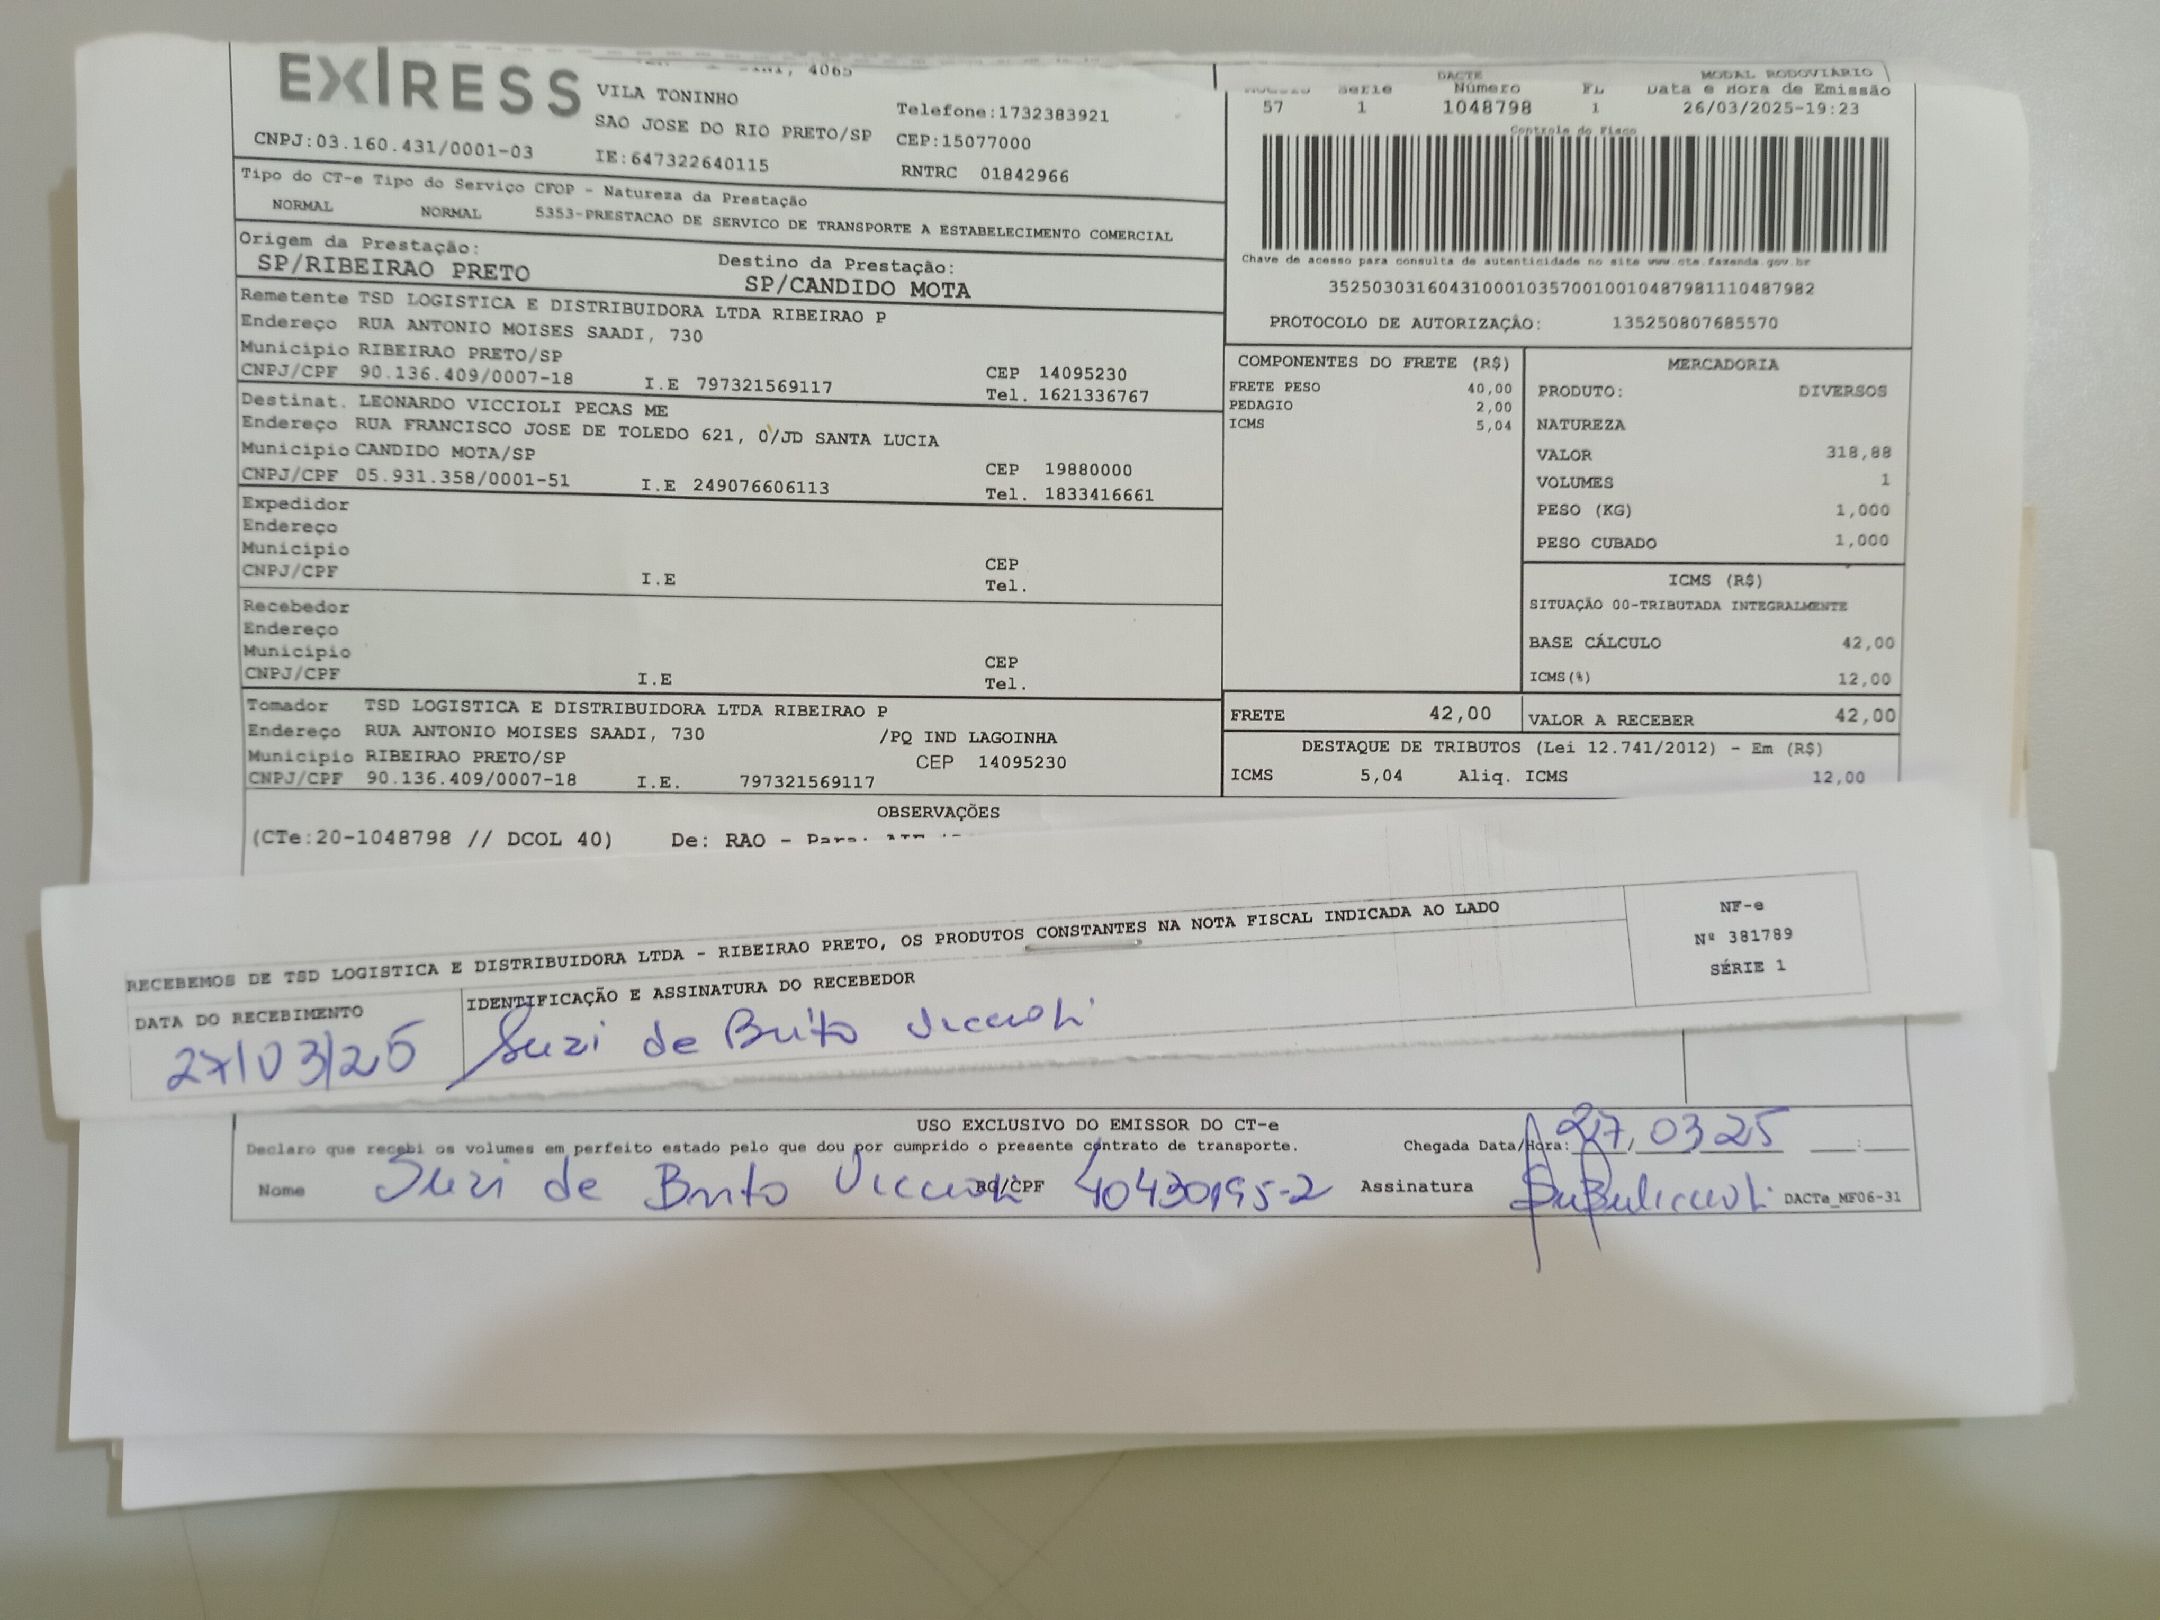 EXIRESS
4065
VILA TONINHO
SAO JOSE DO RIO PRETO/SP
Telefone:1732383921
CEP:15077000
CNPJ:03.160.431/0001-03 IE:647322640115 RNTRC 01842966
Tipo do CT-e Tipo do Serviço CFOP - Natureza da Prestação
NORMAL NORMAL 5353-PRESTACAO DE SERVICO DE TRANSPORTE A ESTABELECIMENTO COMERCIAL
Origem da Prestação: Destino da Prestação:
SP/RIBEIRAO PRETO SP/CANDIDO MOTA
Remetente TSD LOGISTICA E DISTRIBUIDORA LTDA RIBEIRAO P
Endereço RUA ANTONIO MOISES SAADI, 730
Municipio RIBEIRAO PRETO/SP CEP 14095230
CNPJ/CPF 90.136.409/0007-18 I.E 797321569117 Tel. 1621336767
Destinat. LEONARDO VICCIOLI PECAS ME
Endereço RUA FRANCISCO JOSE DE TOLEDO 621, 0/JD SANTA LUCIA
Municipio CANDIDO MOTA/SP CEP 19880000
CNPJ/CPF 05.931.358/0001-51 I.E 249076606113 Tel. 1833416661
Expedidor
Endereço
Municipio CEP
CNPJ/CPF I.E Tel.
Recebedor
Endereço
Municipio CEP
CNPJ/CPF I.E Tel.
Tomador TSD LOGISTICA E DISTRIBUIDORA LTDA RIBEIRAO P
Endereço RUA ANTONIO MOISES SAADI, 730 /PQ IND LAGOINHA
Municipio RIBEIRAO PRETO/SP CEP 14095230
CNPJ/CPF 90.136.409/0007-18 I.E. 797321569117
DACTE MODAL RODOVIÁRIO
Serie Número FL Data e Hora de Emissão
57 1 1048798 1 26/03/2025-19:23
Controle do Fisco
Chave de acesso para consulta de autenticidade no site www.cte.fazenda.gov.br
35250303160431000103570010010487981110487982
PROTOCOLO DE AUTORIZAÇÃO: 135250807685570
COMPONENTES DO FRETE (R$)
FRETE PESO 40,00
PEDAGIO 2,00
ICMS 5,04
MERCADORIA
PRODUTO: DIVERSOS
NATUREZA
VALOR 318,88
VOLUMES 1
PESO (KG) 1,000
PESO CUBADO 1,000
ICMS (R$)
SITUAÇÃO 00-TRIBUTADA INTEGRALMENTE
BASE CÁLCULO 42,00
ICMS(%) 12,00
FRETE 42,00 VALOR A RECEBER 42,00
DESTAQUE DE TRIBUTOS (Lei 12.741/2012) - Em (R$)
ICMS 5,04 Aliq. ICMS 12,00
OBSERVAÇÕES
(CTe:20-1048798 // DCOL 40) De: RAO - Para:
RECEBEMOS DE TSD LOGISTICA E DISTRIBUIDORA LTDA - RIBEIRAO PRETO, OS PRODUTOS CONSTANTES NA NOTA FISCAL INDICADA AO LADO
NF-e
Nº 381789
SÉRIE 1
DATA DO RECEBIMENTO IDENTIFICAÇÃO E ASSINATURA DO RECEBEDOR
27/03/25 Suzi de Brito Viccioli
USO EXCLUSIVO DO EMISSOR DO CT-e
Declaro que recebi os volumes em perfeito estado pelo que dou por cumprido o presente contrato de transporte. Chegada Data/Hora: 27, 03 25 :
Nome Suzi de Brito Viccioli RG/CPF 40430195-2 Assinatura DACTe_MF06-31